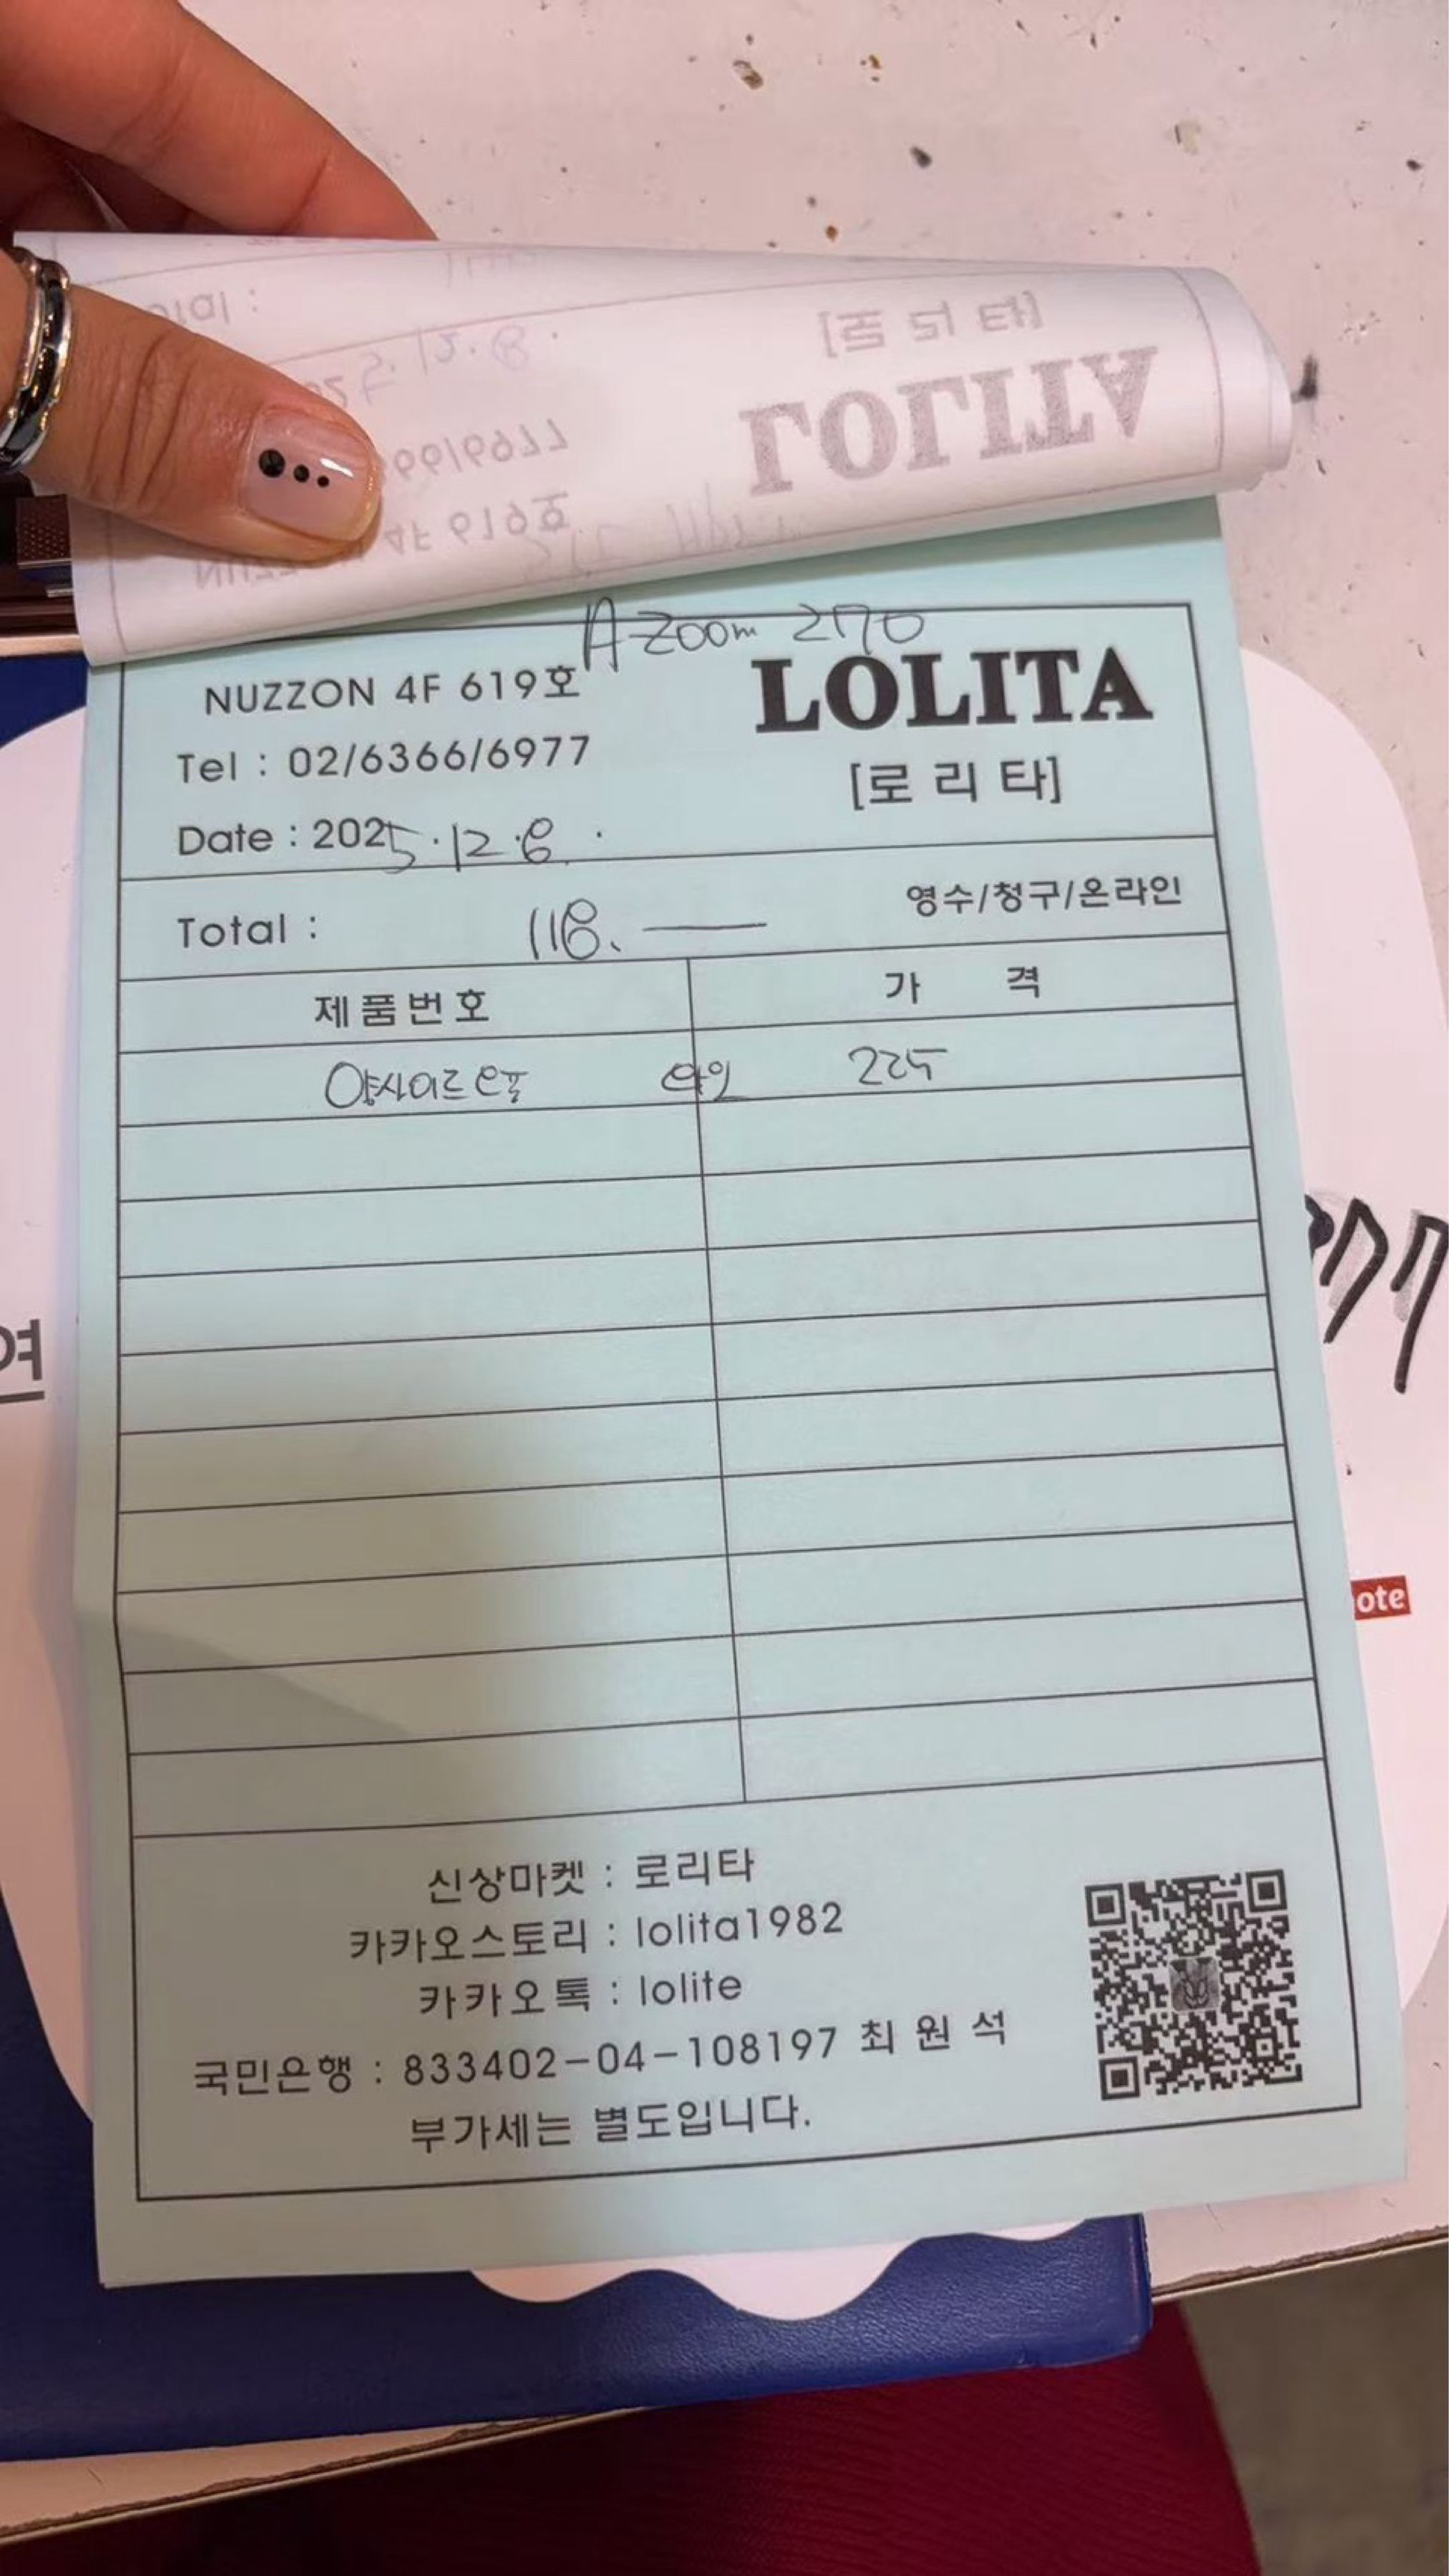 A Zoom 270
NUZZON 4F 619호
LOLITA
[로리타]
Tel : 02/6366/6977
Date : 2025.12.8.
Total : 118.—
영수/청구/온라인
제품번호 가 격
와인 225
신상마켓 : 로리타
카카오스토리 : lolita1982
카카오톡 : lolite
국민은행 : 833402-04-108197 최 원 석
부가세는 별도입니다.
ote